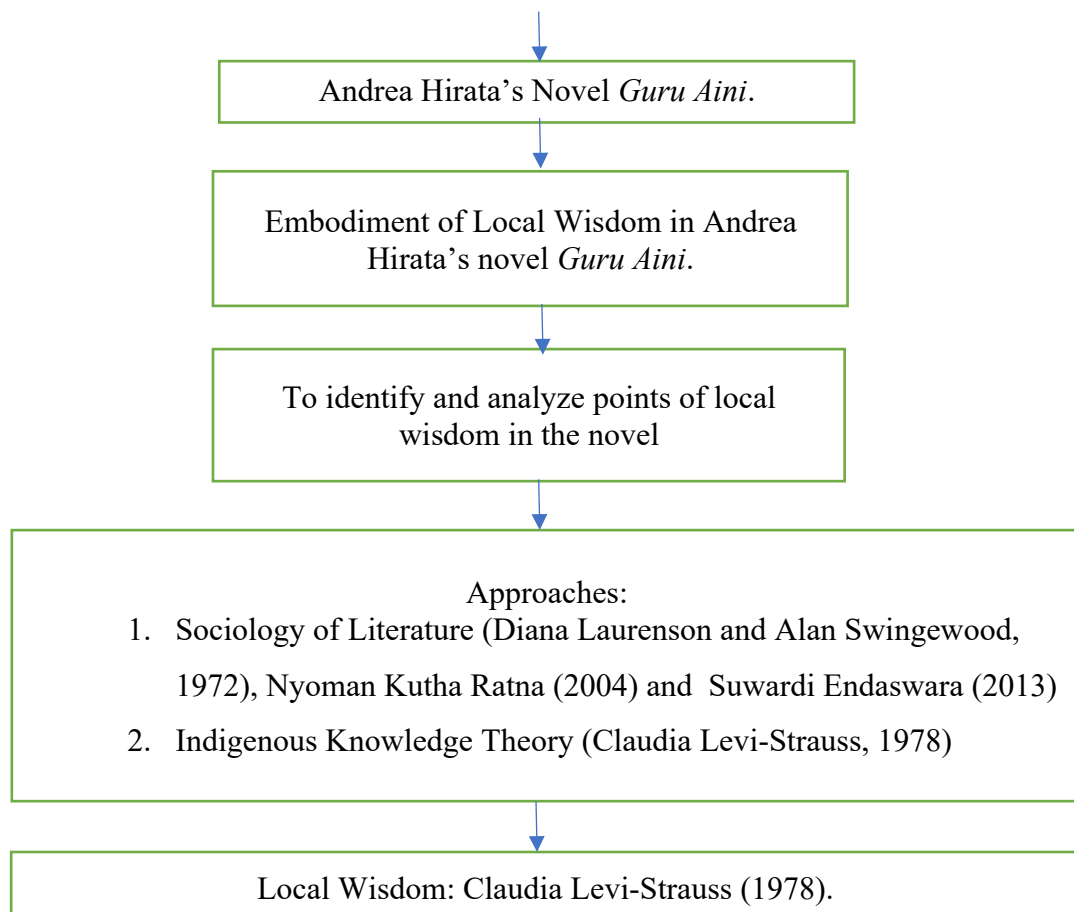 Andrea Hirata’s Novel Guru Aini.
Embodiment of Local Wisdom in Andrea
Hirata’s novel Guru Aini.
To identify and analyze points of local
wisdom in the novel
Approaches:
1. Sociology of Literature (Diana Laurenson and Alan Swingewood,
1972), Nyoman Kutha Ratna (2004) and Suwardi Endaswara (2013)
2. Indigenous Knowledge Theory (Claudia Levi-Strauss, 1978)
Local Wisdom: Claudia Levi-Strauss (1978).